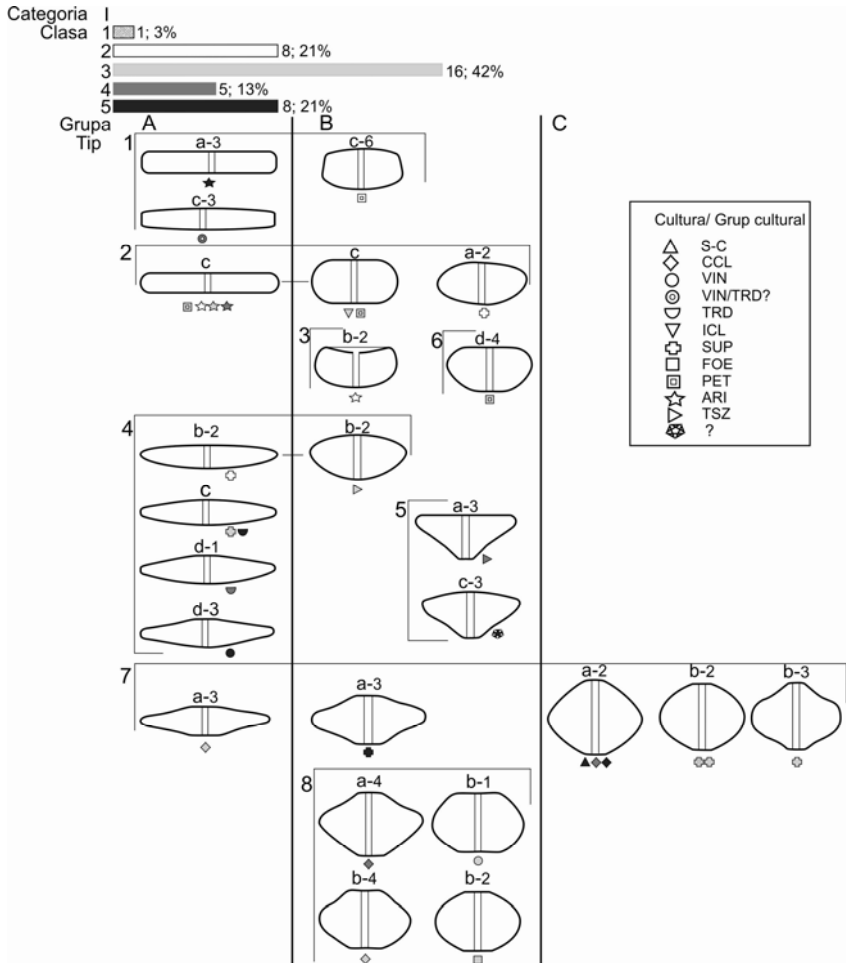 Categoria I
Clasa 1 1; 3%
2 8; 21%
3 16; 42%
4 5; 13%
5 8; 21%
Grupa A B C
Tip
1 a-3 c-6
c-3
2 c c a-2
3 b-2 6 d-4
4 b-2 b-2
c 5 a-3
d-1
c-3
d-3
7 a-3 a-3 a-2 b-2 b-3
8 a-4 b-1
b-4 b-2
Cultura/ Grup cultural
S-C
CCL
VIN
VIN/TRD?
TRD
ICL
SUP
FOE
PET
ARI
TSZ
?